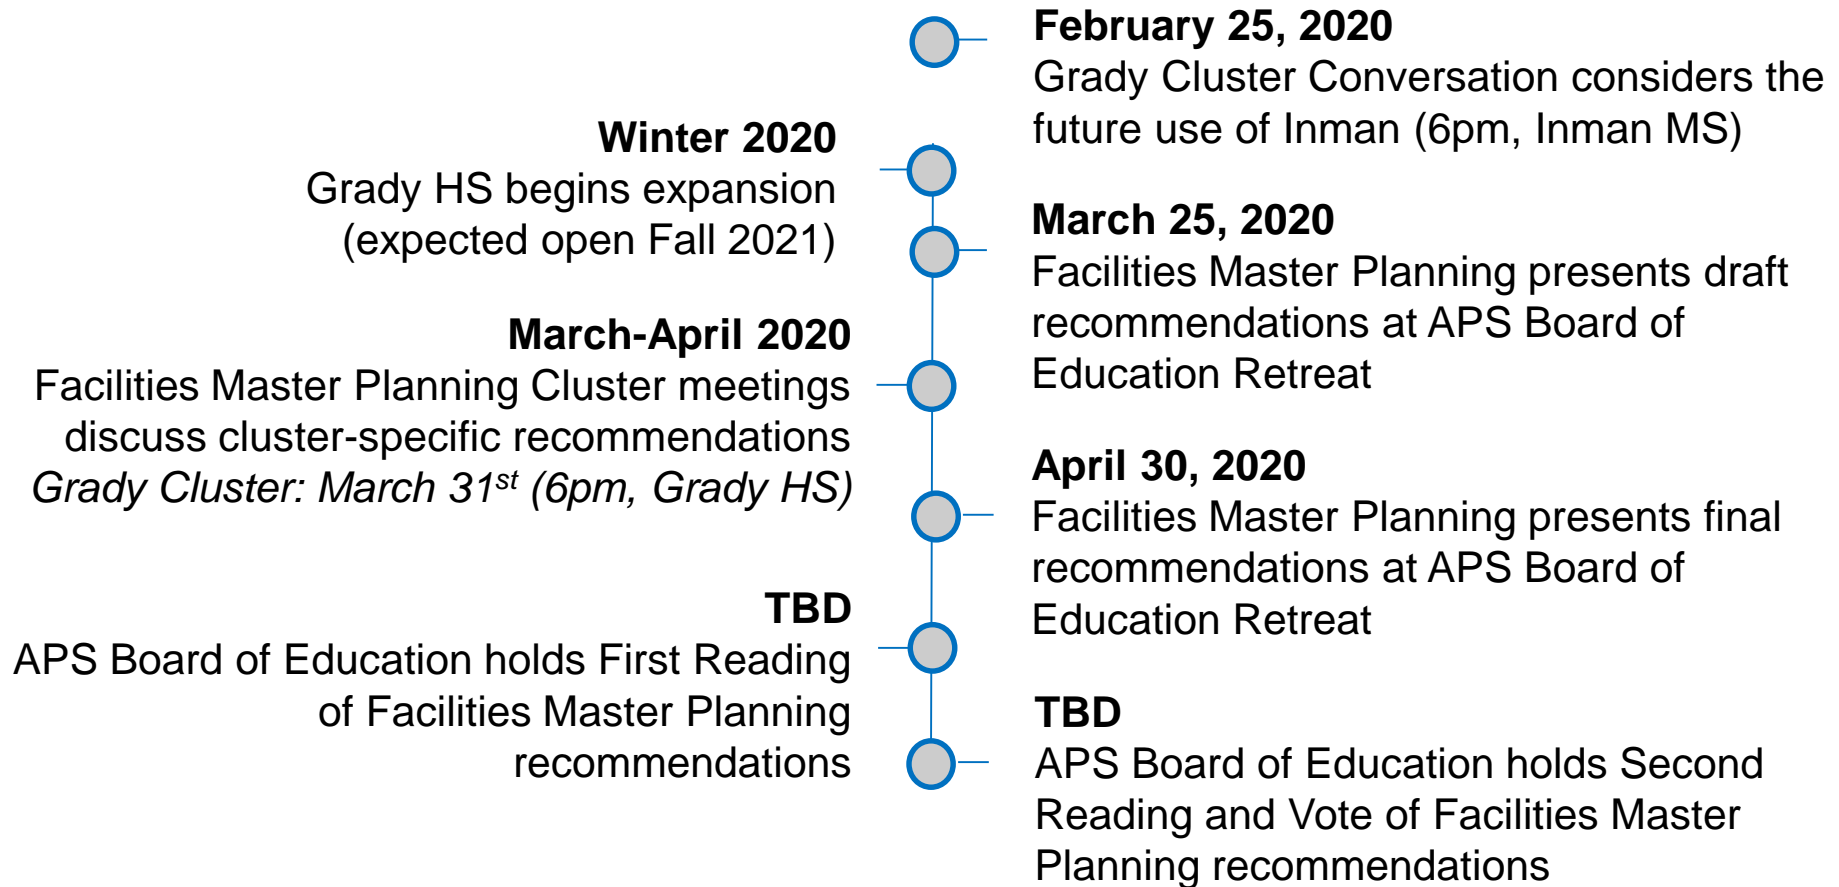 February 25, 2020
Grady Cluster Conversation considers the
future use of Inman (6pm, Inman MS)
Winter 2020
Grady HS begins expansion
(expected open Fall 2021)
March 25, 2020
Facilities Master Planning presents draft
recommendations at APS Board of
Education Retreat
March-April 2020
Facilities Master Planning Cluster meetings
discuss cluster-specific recommendations
Grady Cluster: March 31st (6pm, Grady HS)
April 30, 2020
Facilities Master Planning presents final
recommendations at APS Board of
Education Retreat
TBD
APS Board of Education holds First Reading
of Facilities Master Planning
recommendations
TBD
APS Board of Education holds Second
Reading and Vote of Facilities Master
Planning recommendations